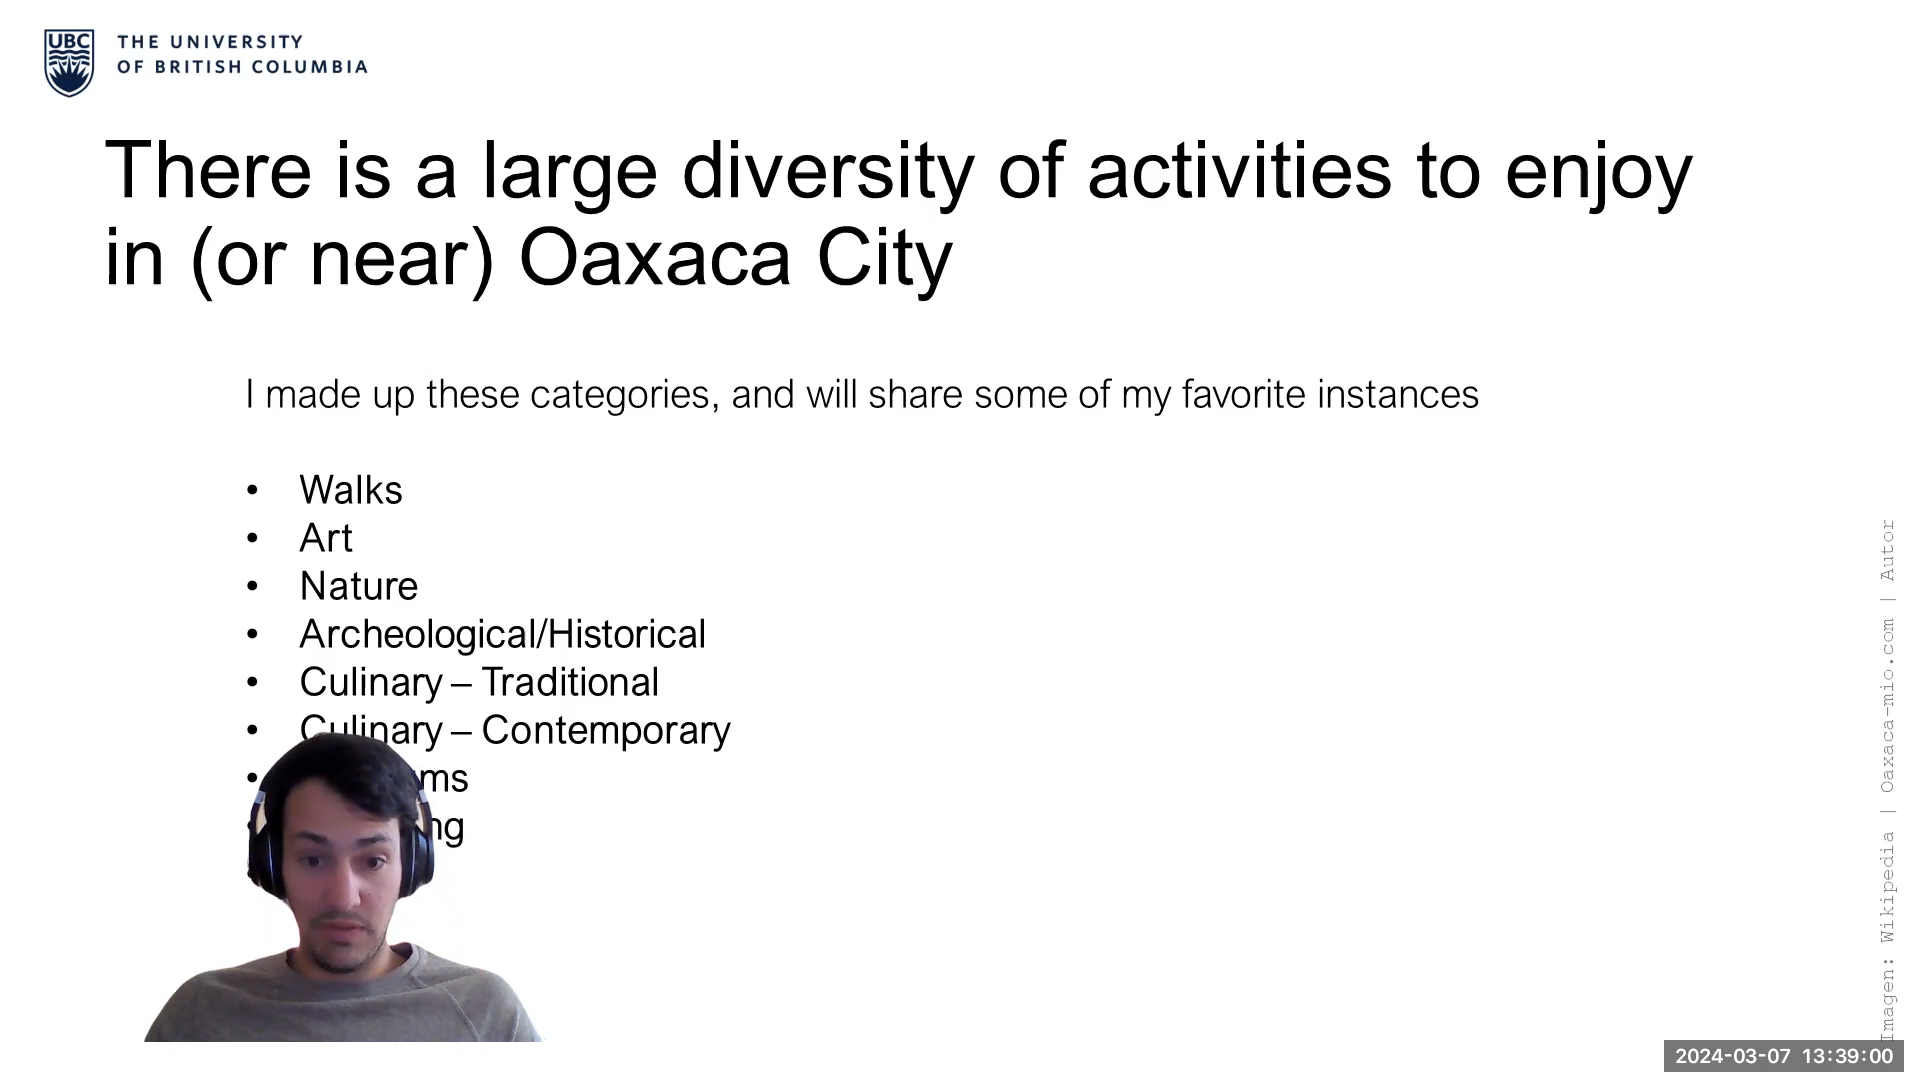 UBC
THE UNIVERSITY
OF BRITISH COLUMBIA
There is a large diversity of activities to enjoy
in (or near) Oaxaca City
I made up these categories, and will share some of my favorite instances
• Walks
• Art
• Nature
• Archeological/Historical
• Culinary – Traditional
• Culinary – Contemporary
Imagen: Wikipedia | Oaxaca-mio.com | Autor
2024-03-07 13:39:00